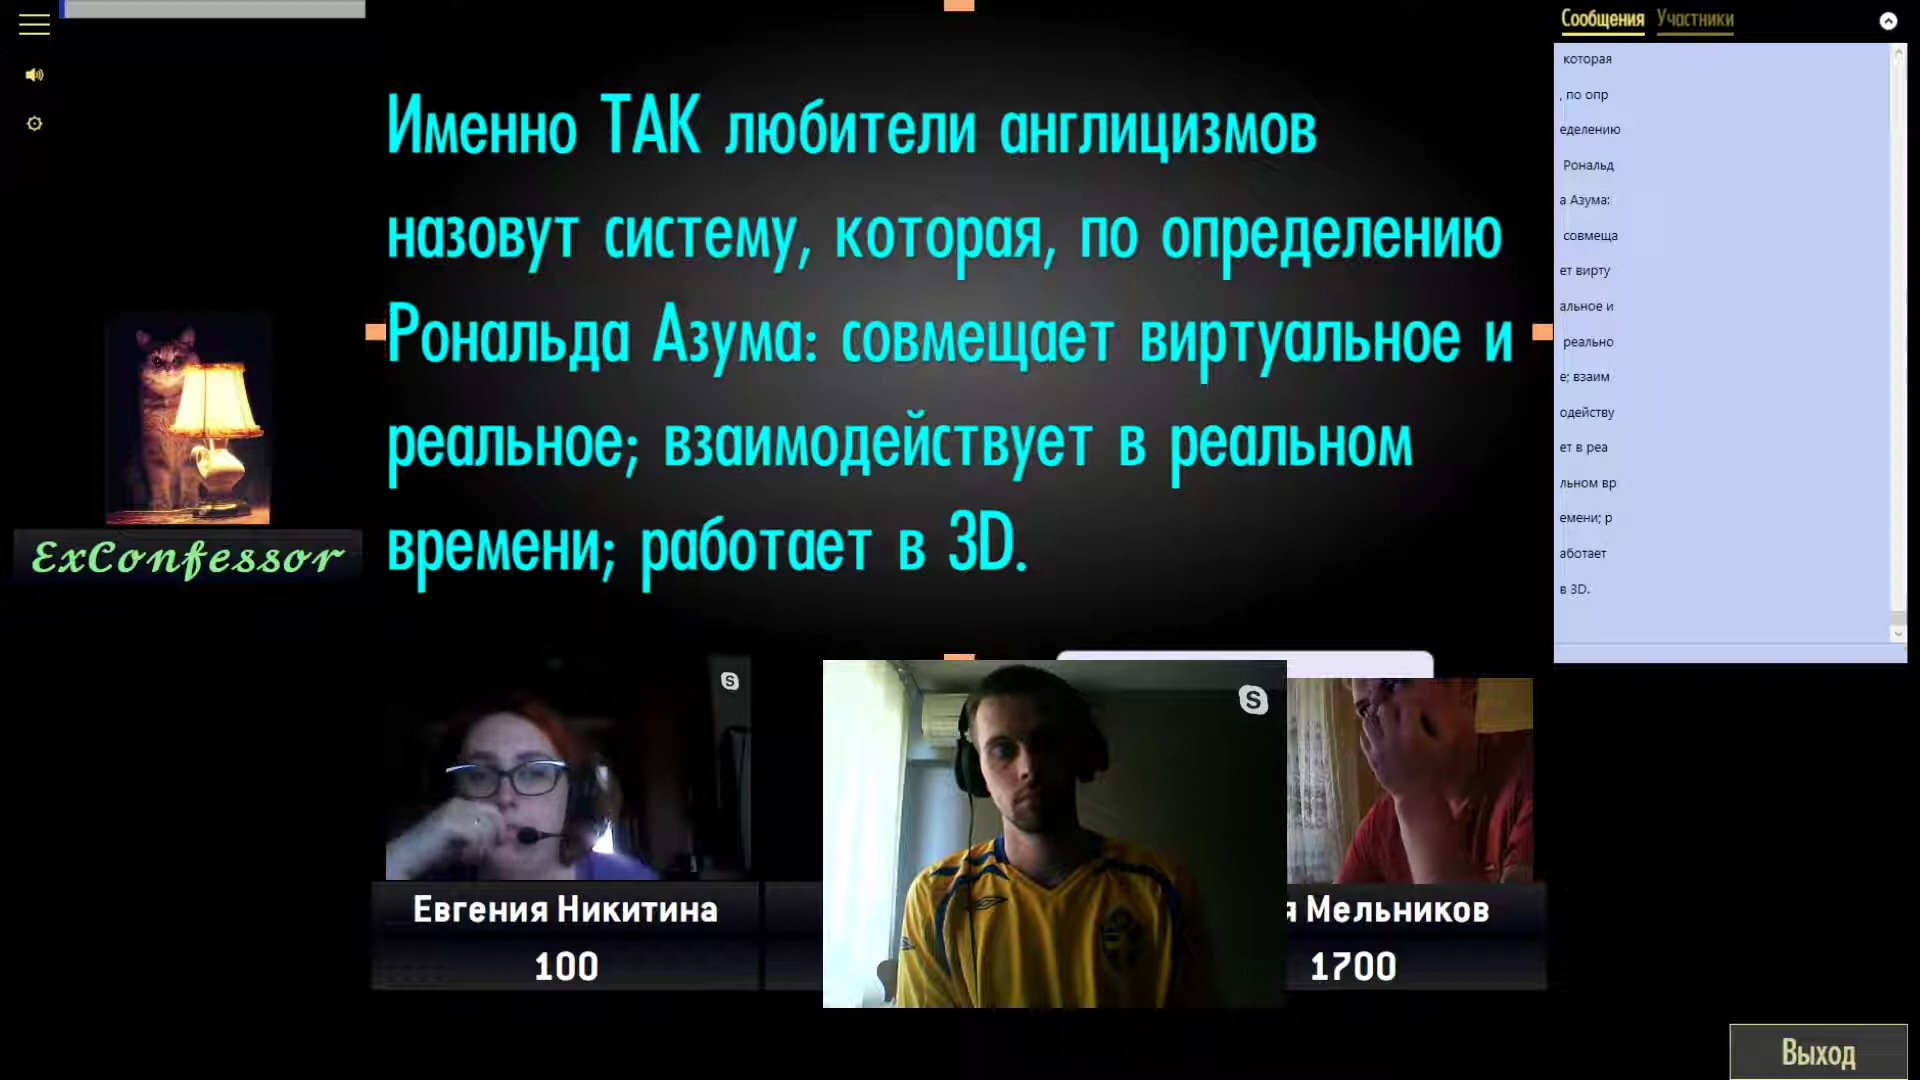 Сообщения Участники
Именно ТАК любители англицизмов
назовут систему, которая, по определению
Рональда Азума: совмещает виртуальное и
реальное; взаимодействует в реальном
времени; работает в 3D.
которая
, по опр
еделению
Рональд
а Азума:
совмеща
ет вирту
альное и
реально
е; взаим
одейству
ет в реа
льном вр
емени; р
аботает
в 3D.
ExConfessor
Евгения Никитина
100
я Мельников
1700
Выход